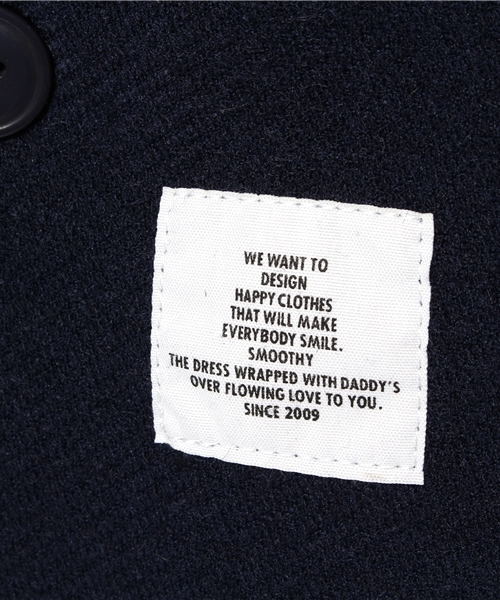 WE WANT TO
DESIGN
HAPPY CLOTHES
THAT WILL MAKE
EVERYBODY SMILE.
SMOOTHY
THE DRESS WRAPPED WITH DADDY'S
OVER FLOWING LOVE TO YOU.
SINCE 2009